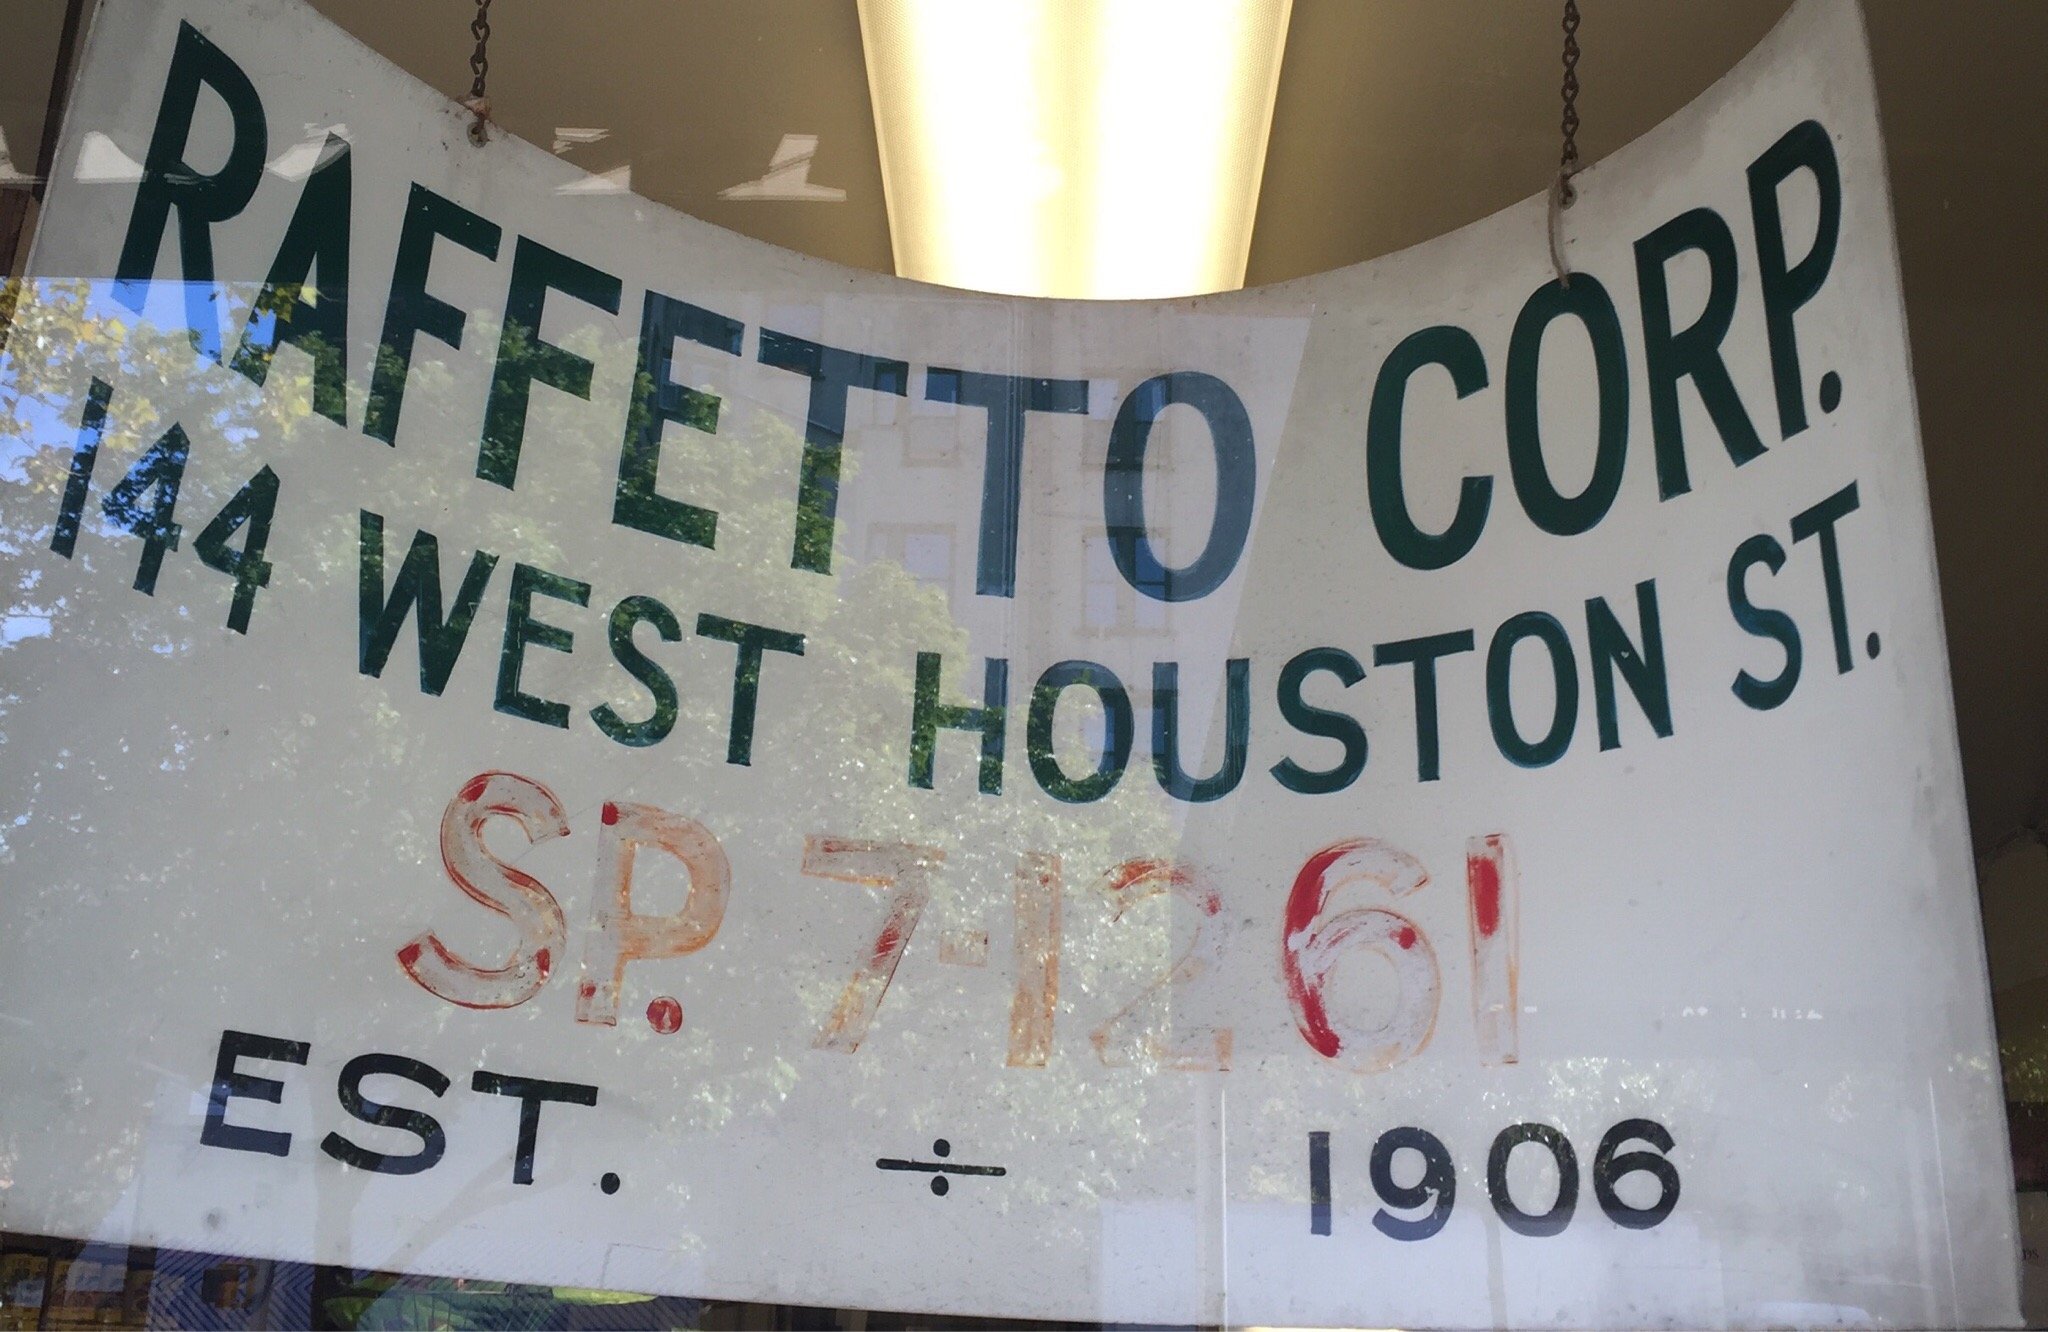 RAFFETTO CORP.
144 WEST HOUSTON ST.
SP. 7-1261
EST. ÷ 1906